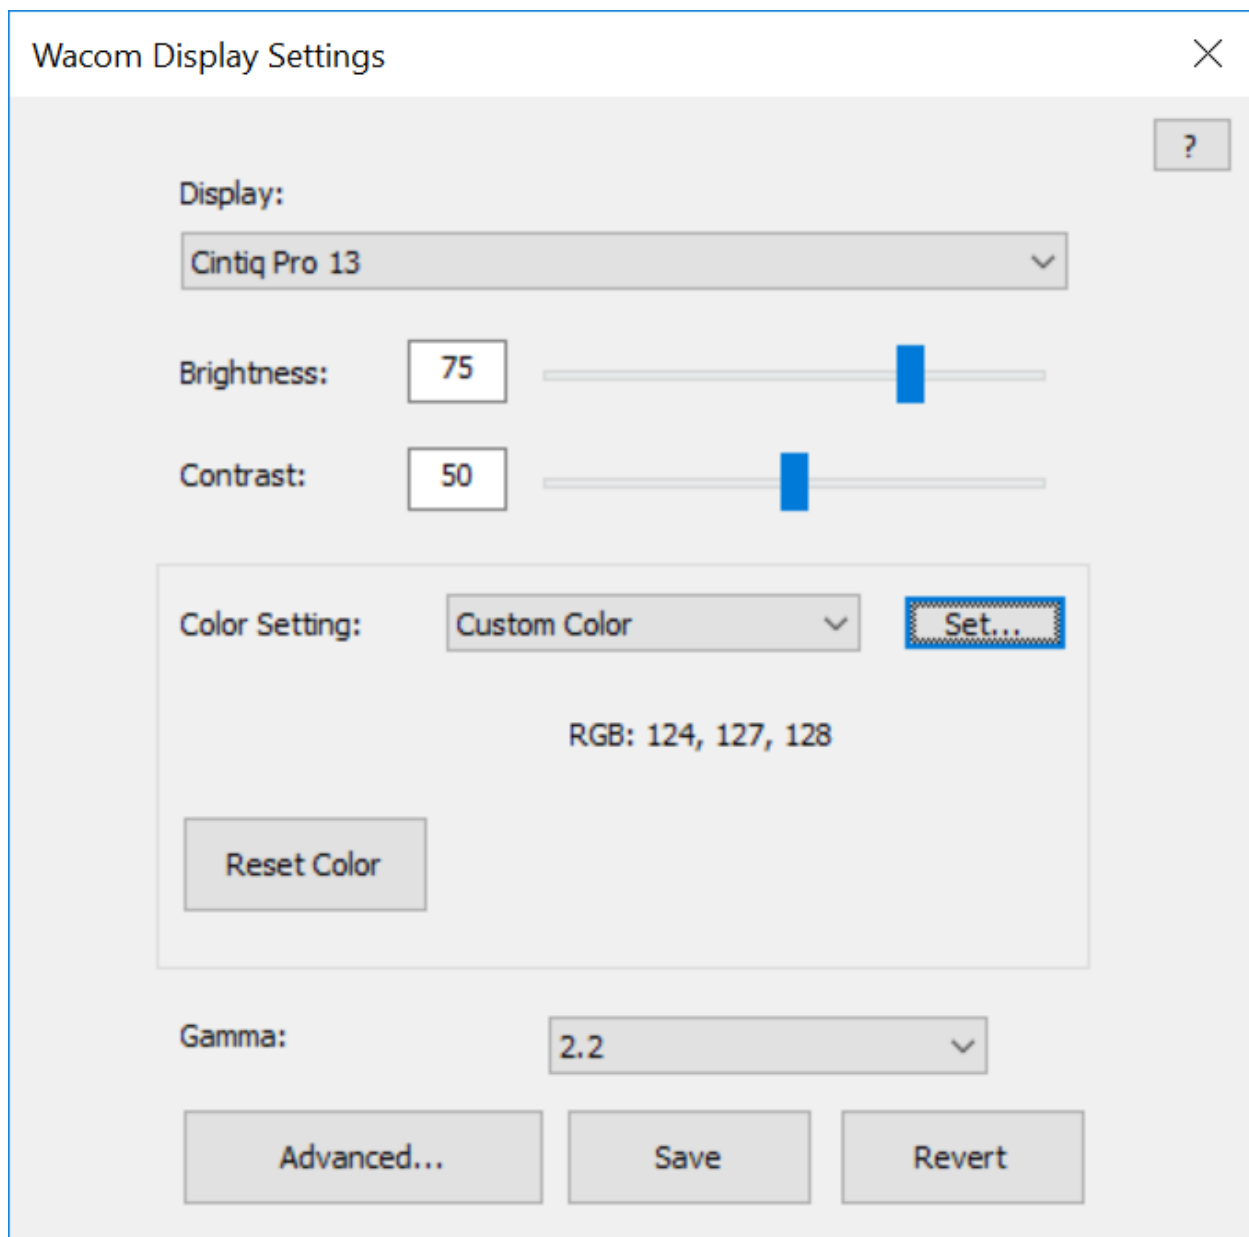 Wacom Display Settings
?
Display:
Cintiq Pro 13
Brightness: 75
Contrast: 50
Color Setting: Custom Color Set...
RGB: 124, 127, 128
Reset Color
Gamma: 2.2
Advanced... Save Revert